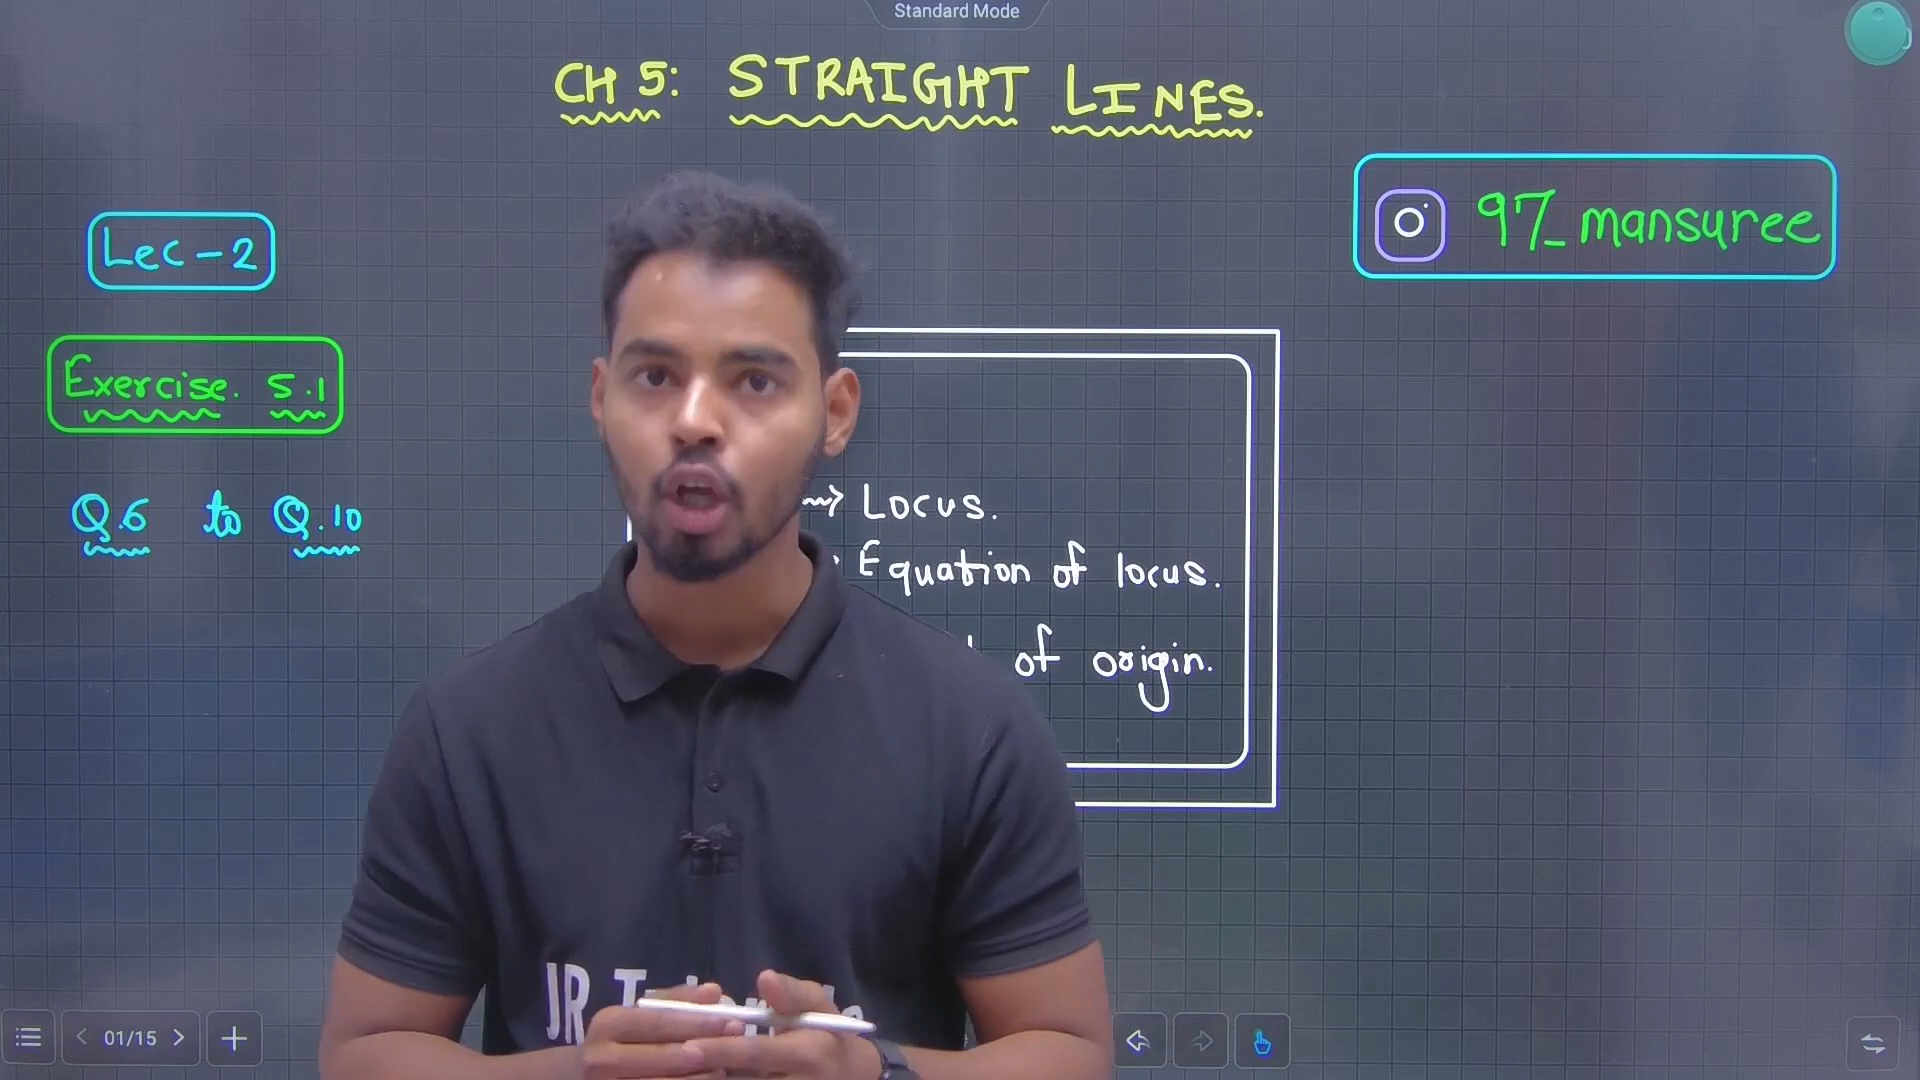 Standard Mode
CH 5: STRAIGHT LINES.
97_mansuree
Lec-2
Exercise. 5.1
Q.6 to Q.10
Locus.
Equation of locus.
of origin.
JR
01/15